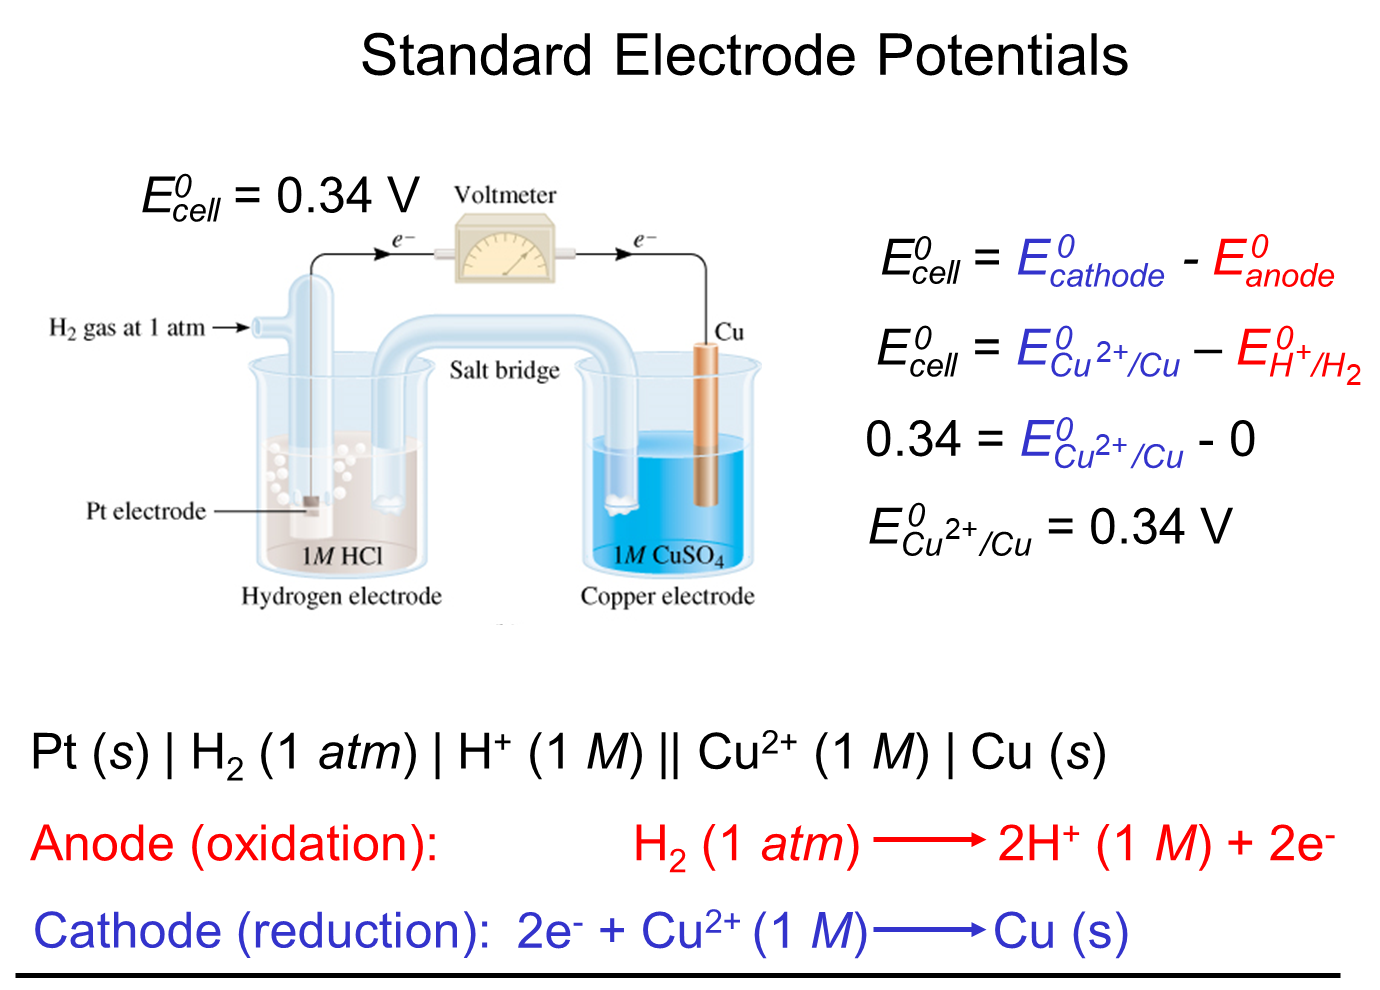 Standard Electrode Potentials
E⁰cell = 0.34 V
Voltmeter
e⁻
e⁻
H₂ gas at 1 atm
Cu
Salt bridge
Pt electrode
1M HCl
1M CuSO₄
Hydrogen electrode
Copper electrode
E⁰cell = E⁰cathode - E⁰anode
E⁰cell = E⁰Cu²⁺/Cu – E⁰H⁺/H₂
0.34 = E⁰Cu²⁺/Cu - 0
E⁰Cu²⁺/Cu = 0.34 V
Pt (s) | H₂ (1 atm) | H⁺ (1 M) || Cu²⁺ (1 M) | Cu (s)
Anode (oxidation): H₂ (1 atm) ⟶ 2H⁺ (1 M) + 2e⁻
Cathode (reduction): 2e⁻ + Cu²⁺ (1 M) ⟶ Cu (s)